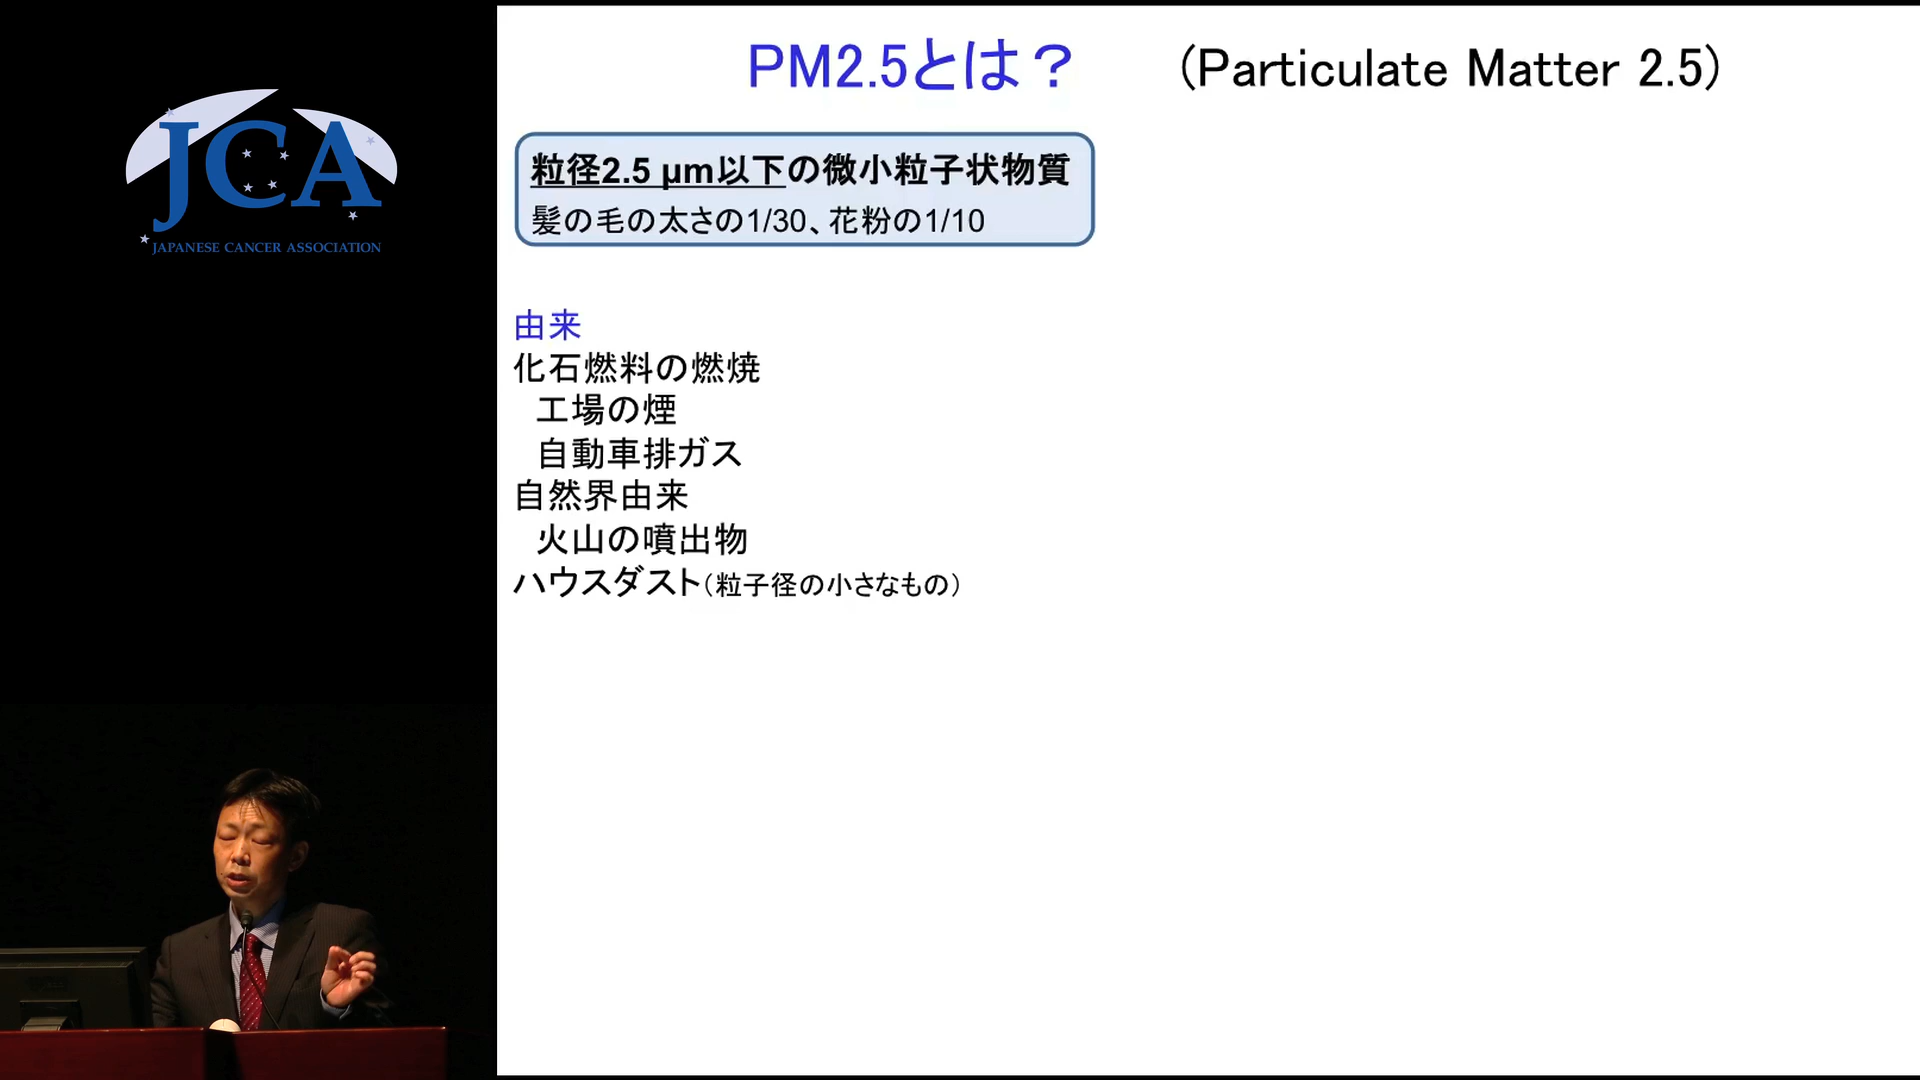 JCA
JAPANESE CANCER ASSOCIATION
PM2.5とは？ (Particulate Matter 2.5)
粒径2.5 μm以下の微小粒子状物質
髪の毛の太さの1/30、花粉の1/10
由来
化石燃料の燃焼
工場の煙
自動車排ガス
自然界由来
火山の噴出物
ハウスダスト（粒子径の小さなもの）